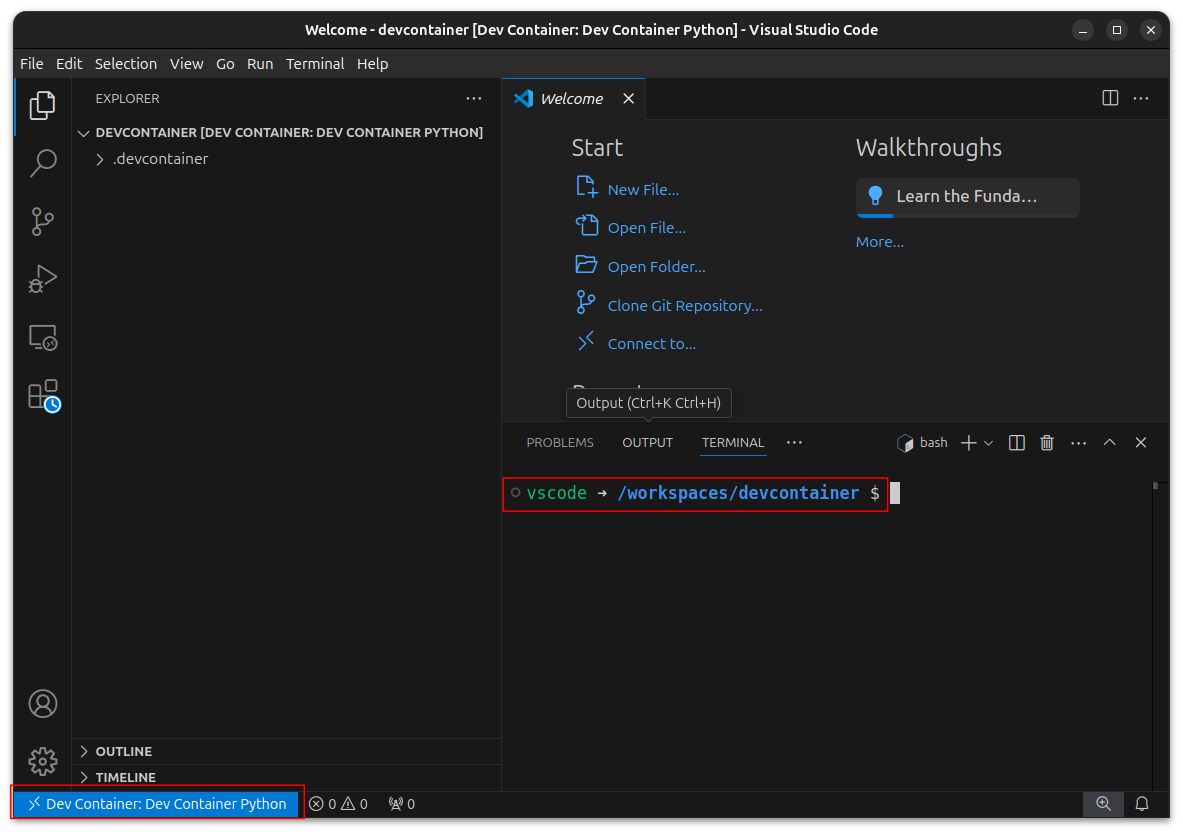 Welcome - devcontainer [Dev Container: Dev Container Python] - Visual Studio Code
File Edit Selection View Go Run Terminal Help
EXPLORER
DEVCONTAINER [DEV CONTAINER: DEV CONTAINER PYTHON]
.devcontainer
OUTLINE
TIMELINE
Welcome
Start
New File...
Open File...
Open Folder...
Clone Git Repository...
Connect to...
Walkthroughs
Learn the Funda...
More...
Output (Ctrl+K Ctrl+H)
PROBLEMS OUTPUT TERMINAL
bash
vscode ➜ /workspaces/devcontainer $
Dev Container: Dev Container Python 0 0 0